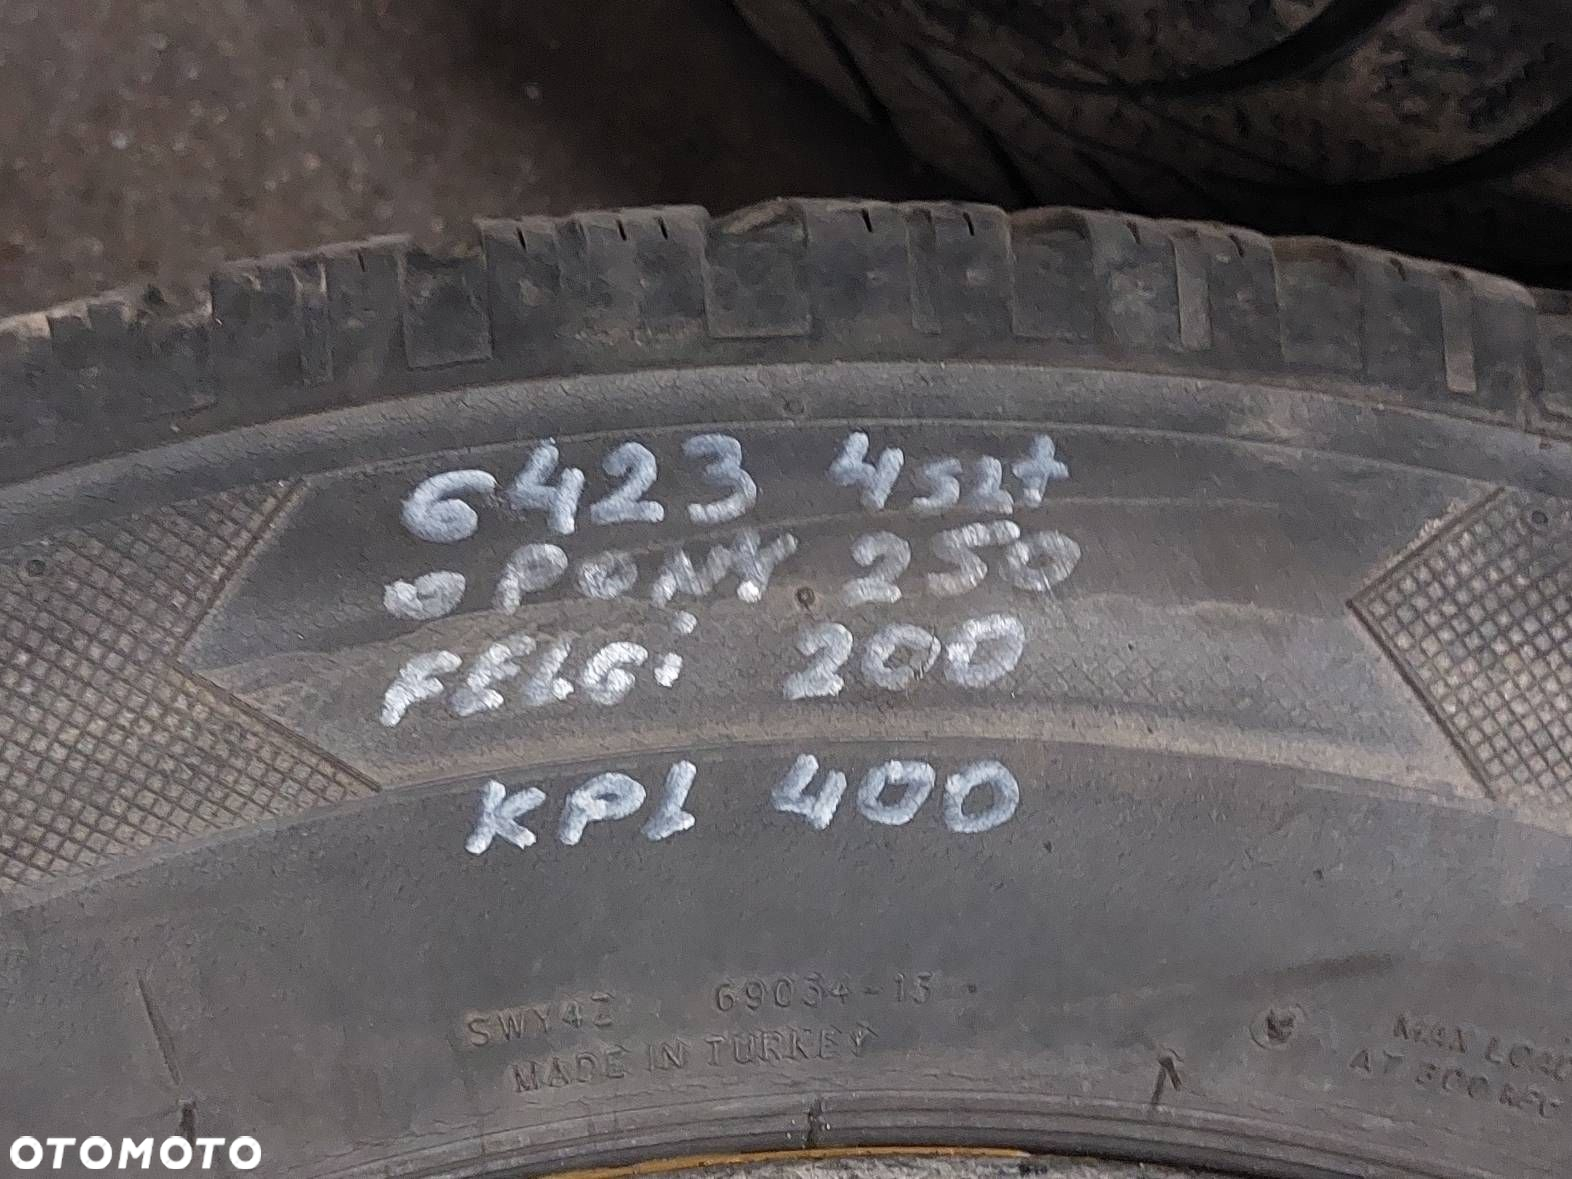 6423 4szt
OPONY 250
FELGi 200
KPL 400
SWY4Z 69034-13
MADE IN TURKEY
MAX LOAD
AT 300 KPA
OTOMOTO